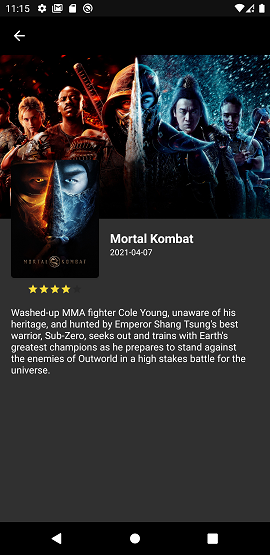 11:15
MORTAL KOMBAT
Mortal Kombat
2021-04-07
Washed-up MMA fighter Cole Young, unaware of his
heritage, and hunted by Emperor Shang Tsung's best
warrior, Sub-Zero, seeks out and trains with Earth's
greatest champions as he prepares to stand against
the enemies of Outworld in a high stakes battle for the
universe.